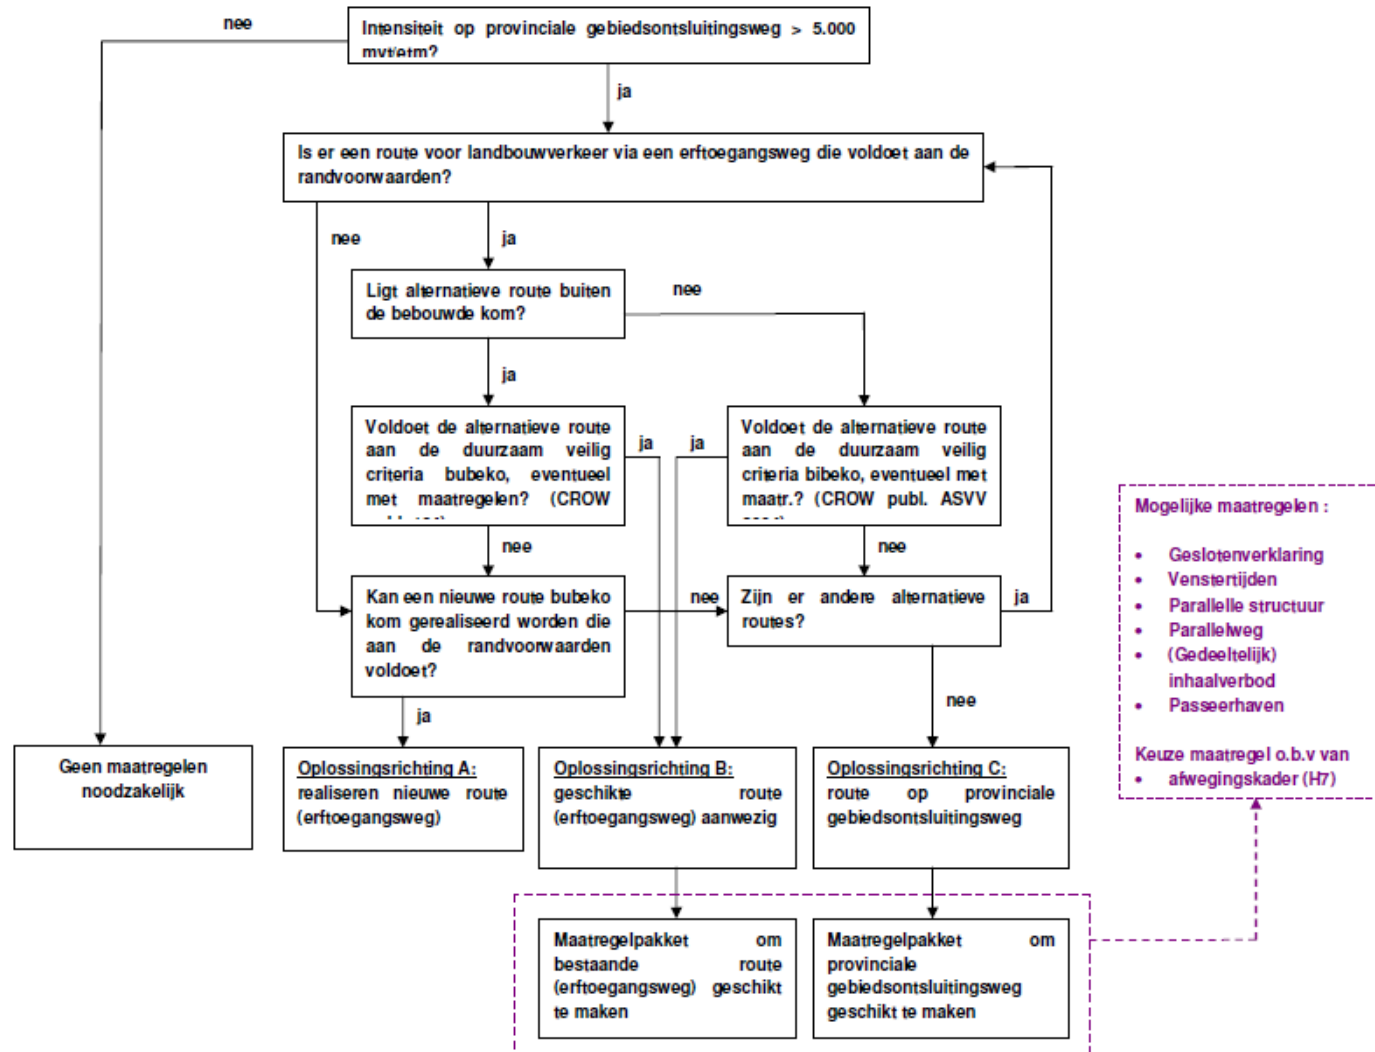 nee
Intensiteit op provinciale gebiedsontsluitingsweg > 5.000
mvt/etm?
ja
Is er een route voor landbouwverkeer via een erftoegangsweg die voldoet aan de
randvoorwaarden?
nee
ja
Ligt alternatieve route buiten
de bebouwde kom?
nee
ja
Voldoet de alternatieve route
aan de duurzaam veilig
criteria bubeko, eventueel
met maatregelen? (CROW
ja
ja
Voldoet de alternatieve route
aan de duurzaam veilig
criteria bibeko, eventueel met
maatr.? (CROW publ. ASVV
nee
nee
Kan een nieuwe route bubeko
kom gerealiseerd worden die
aan de randvoorwaarden
voldoet?
nee
Zijn er andere alternatieve
routes?
ja
ja
nee
Geen maatregelen
noodzakelijk
Oplossingsrichting A:
realiseren nieuwe route
(erftoegangsweg)
Oplossingsrichting B:
geschikte route
(erftoegangsweg) aanwezig
Oplossingsrichting C:
route op provinciale
gebiedsontsluitingsweg
Maatregelpakket om
bestaande route
(erftoegangsweg) geschikt
te maken
Maatregelpakket om
provinciale
gebiedsontsluitingsweg
geschikt te maken
Mogelijke maatregelen :
• Geslotenverklaring
• Venstertijden
• Parallelle structuur
• Parallelweg
• (Gedeeltelijk)
inhaalverbod
• Passeerhaven
Keuze maatregel o.b.v van
• afwegingskader (H7)